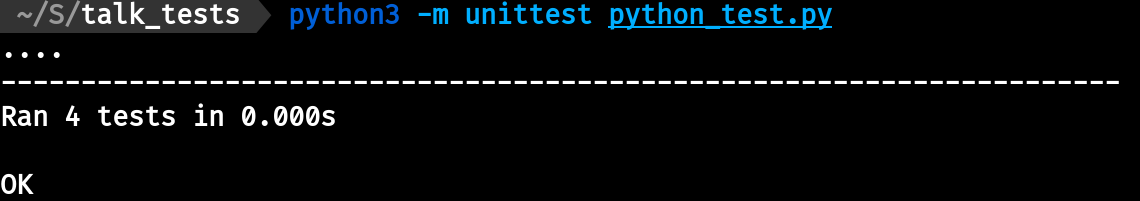 ~/S/talk_tests python3 -m unittest python_test.py
....
----------------------------------------------------------------------
Ran 4 tests in 0.000s
OK